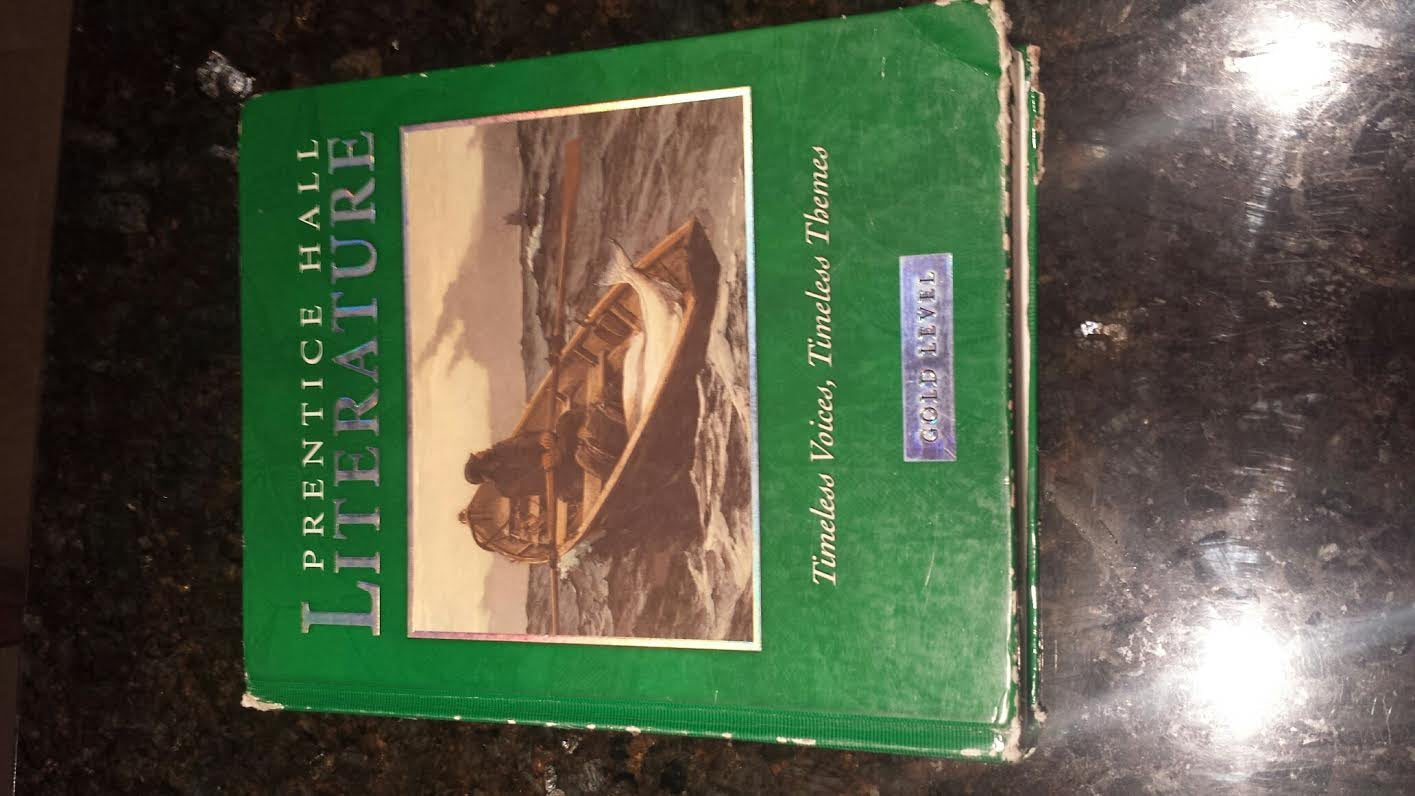 PRENTICE HALL
LITERATURE
Timeless Voices, Timeless Themes
GOLD LEVEL